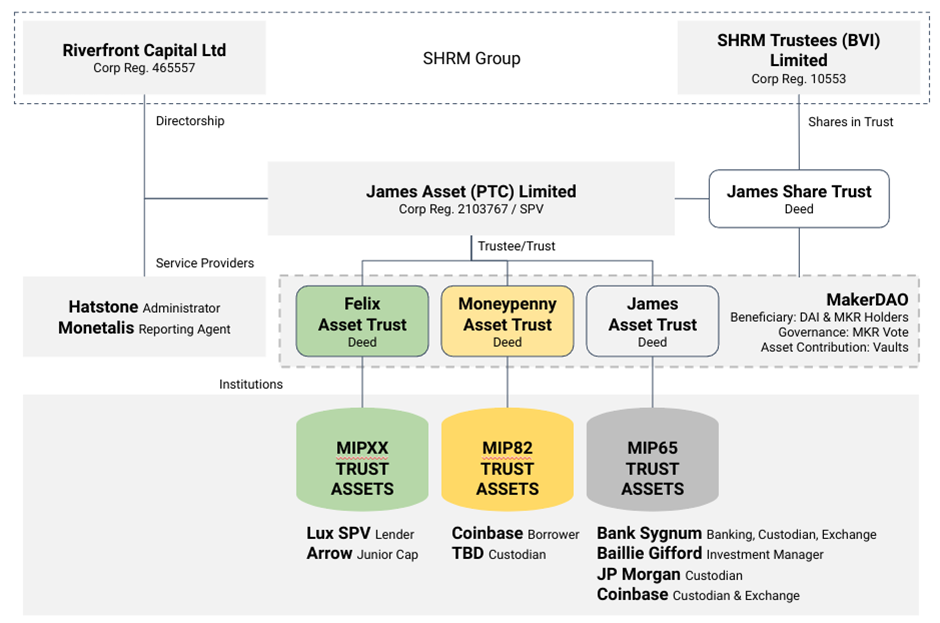 Riverfront Capital Ltd
Corp Reg. 465557
SHRM Group
SHRM Trustees (BVI)
Limited
Corp Reg. 10553
Directorship
Shares in Trust
James Asset (PTC) Limited
Corp Reg. 2103767 / SPV
James Share Trust
Deed
Trustee/Trust
Service Providers
Hatstone Administrator
Monetalis Reporting Agent
Felix
Asset Trust
Deed
Moneypenny
Asset Trust
Deed
James
Asset Trust
Deed
MakerDAO
Beneficiary: DAI & MKR Holders
Governance: MKR Vote
Asset Contribution: Vaults
Institutions
MIPXX
TRUST
ASSETS
MIP82
TRUST
ASSETS
MIP65
TRUST
ASSETS
Lux SPV Lender
Arrow Junior Cap
Coinbase Borrower
TBD Custodian
Bank Sygnum Banking, Custodian, Exchange
Baillie Gifford Investment Manager
JP Morgan Custodian
Coinbase Custodian & Exchange